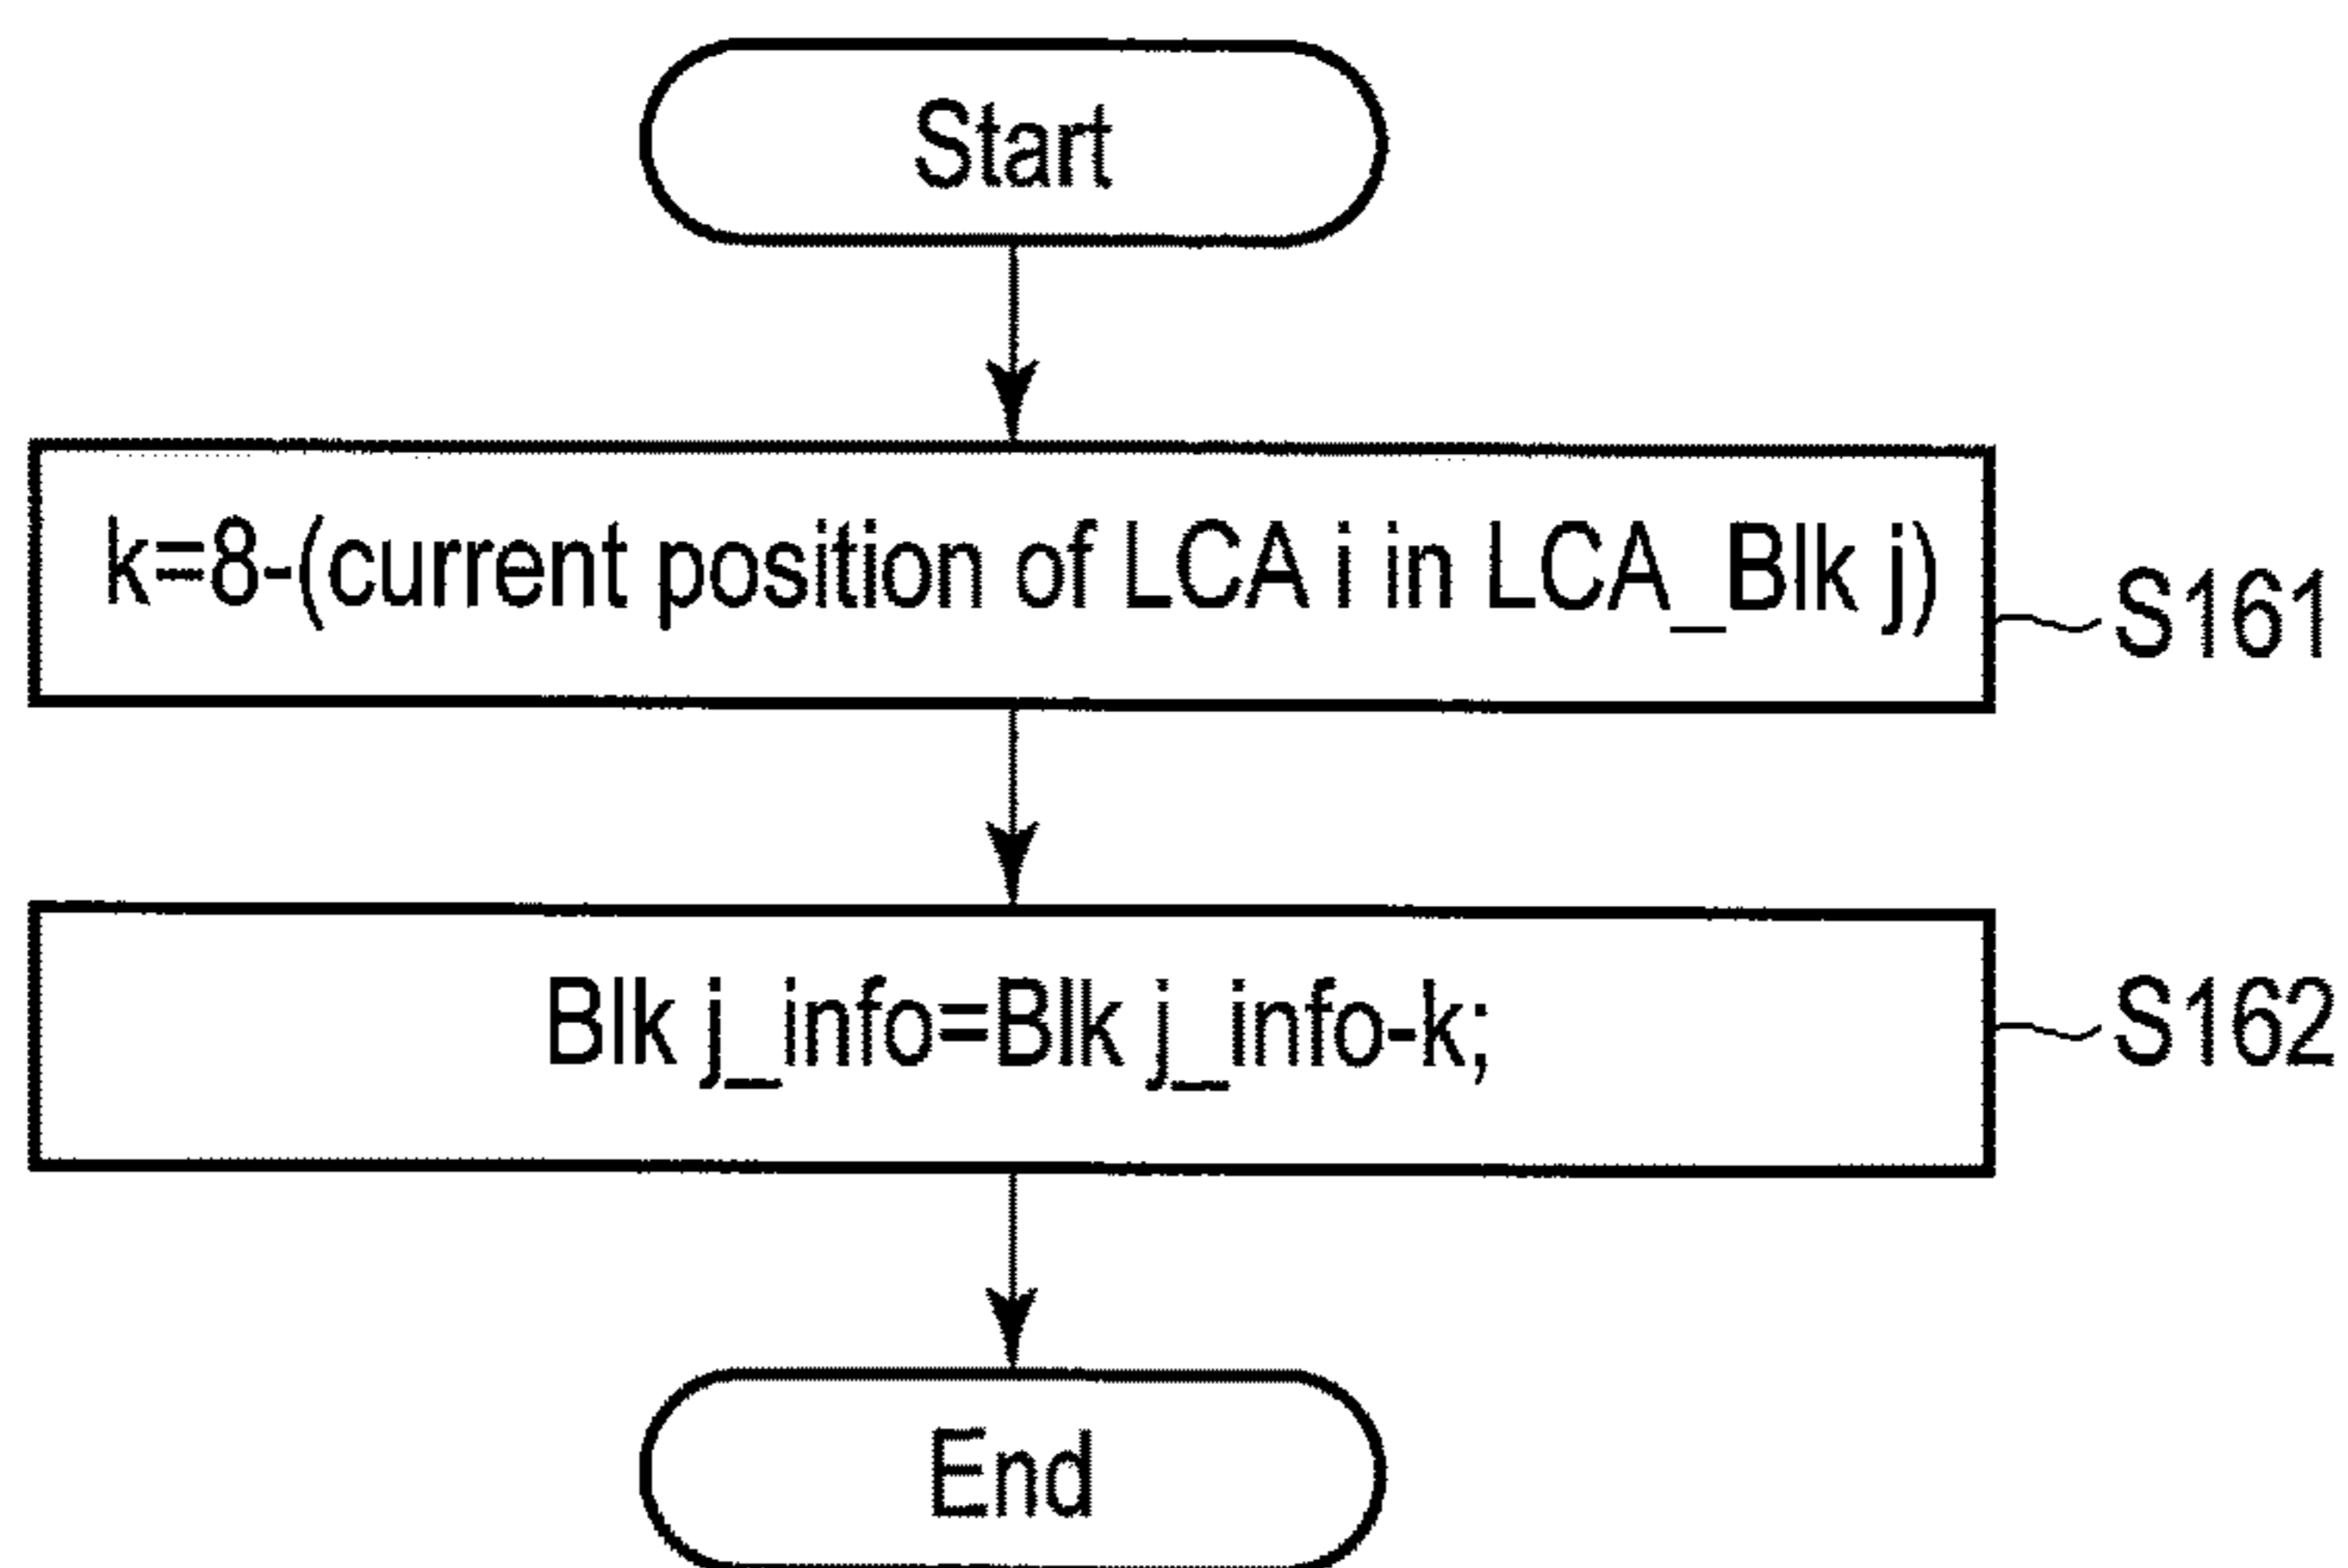 Start
k=8-(current position of LCA i in LCA_Blk j)
S161
Blk j_info=Blk j_info-k;
S162
End